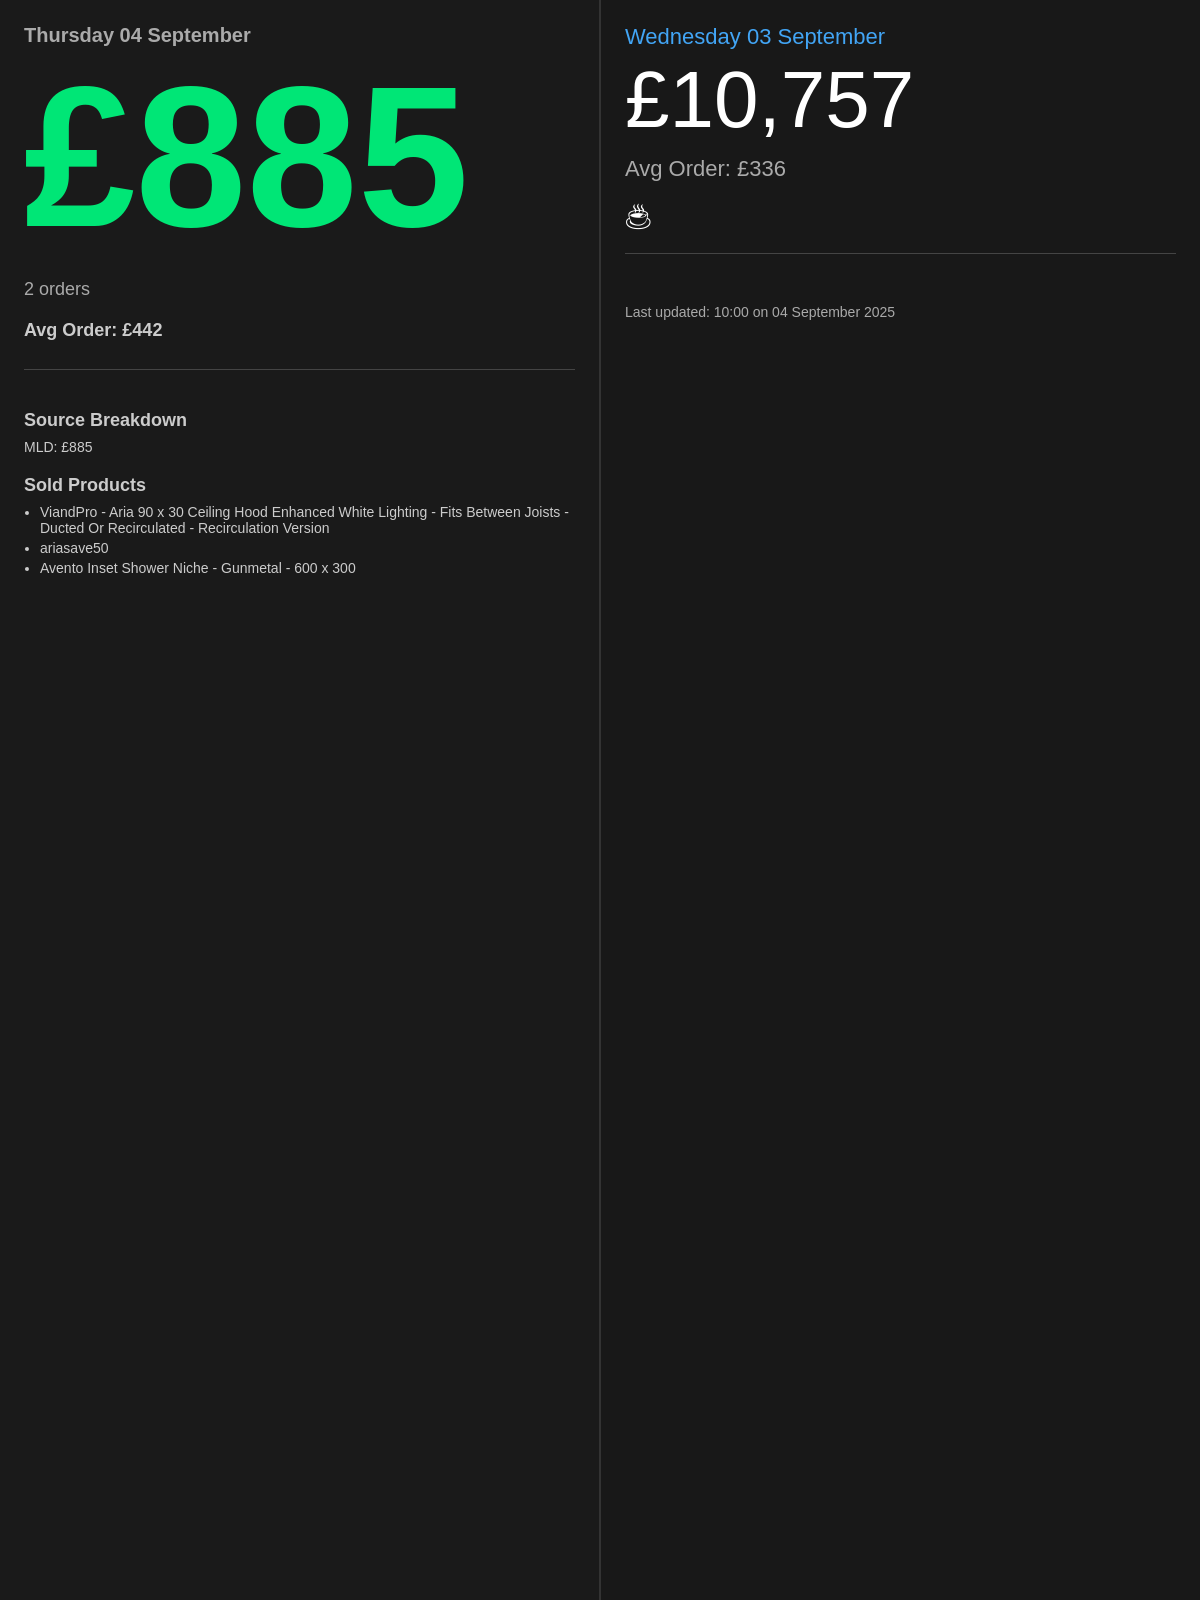 Thursday 04 September
£885
2 orders
Avg Order: £442
Source Breakdown
MLD: £885
Sold Products
• ViandPro - Aria 90 x 30 Ceiling Hood Enhanced White Lighting - Fits Between Joists -
Ducted Or Recirculated - Recirculation Version
• ariasave50
• Avento Inset Shower Niche - Gunmetal - 600 x 300
Wednesday 03 September
£10,757
Avg Order: £336
☕
Last updated: 10:00 on 04 September 2025